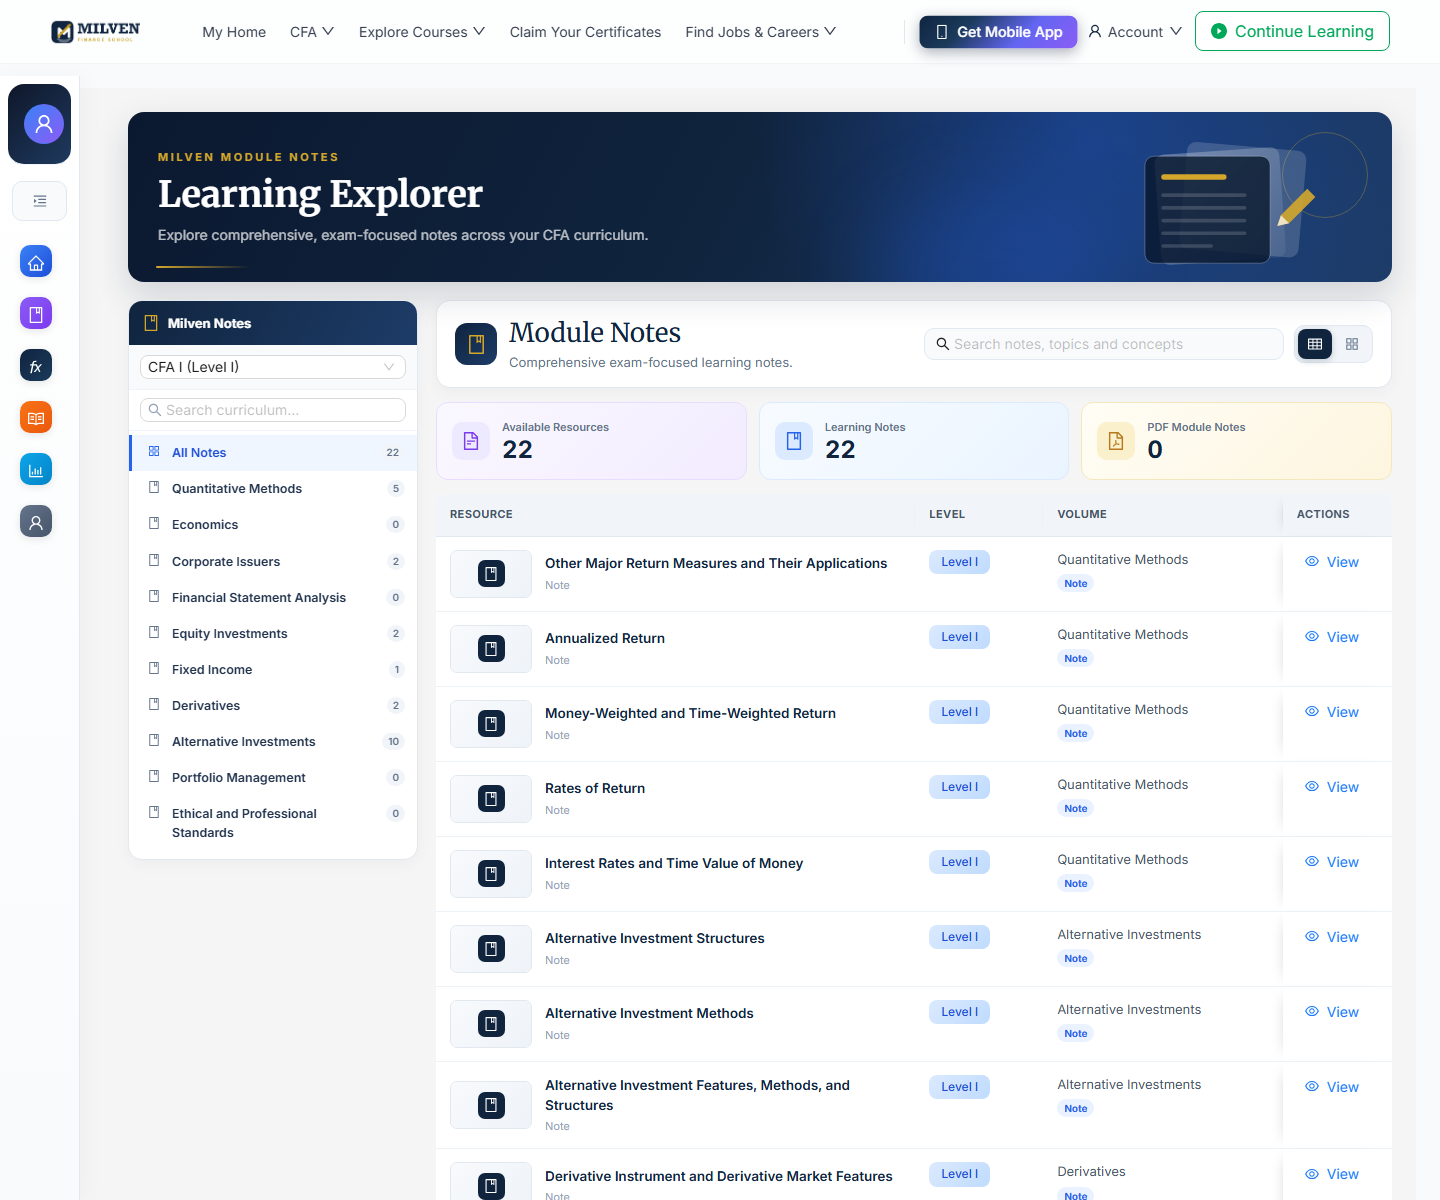 MILVEN
FINANCE SCHOOL
My Home
CFA
Explore Courses
Claim Your Certificates
Find Jobs & Careers
Get Mobile App
Account
Continue Learning
MILVEN MODULE NOTES
Learning Explorer
Explore comprehensive, exam-focused notes across your CFA curriculum.
fx
Milven Notes
CFA I (Level I)
Search curriculum...
All Notes 22
Quantitative Methods 5
Economics 0
Corporate Issuers 2
Financial Statement Analysis 0
Equity Investments 2
Fixed Income 1
Derivatives 2
Alternative Investments 10
Portfolio Management 0
Ethical and Professional 0
Standards
Module Notes
Comprehensive exam-focused learning notes.
Search notes, topics and concepts
Available Resources
22
Learning Notes
22
PDF Module Notes
0
RESOURCE LEVEL VOLUME ACTIONS
Other Major Return Measures and Their Applications
Note
Level I
Quantitative Methods
Note
View
Annualized Return
Note
Level I
Quantitative Methods
Note
View
Money-Weighted and Time-Weighted Return
Note
Level I
Quantitative Methods
Note
View
Rates of Return
Note
Level I
Quantitative Methods
Note
View
Interest Rates and Time Value of Money
Note
Level I
Quantitative Methods
Note
View
Alternative Investment Structures
Note
Level I
Alternative Investments
Note
View
Alternative Investment Methods
Note
Level I
Alternative Investments
Note
View
Alternative Investment Features, Methods, and
Structures
Note
Level I
Alternative Investments
Note
View
Derivative Instrument and Derivative Market Features
Note
Level I
Derivatives
Note
View